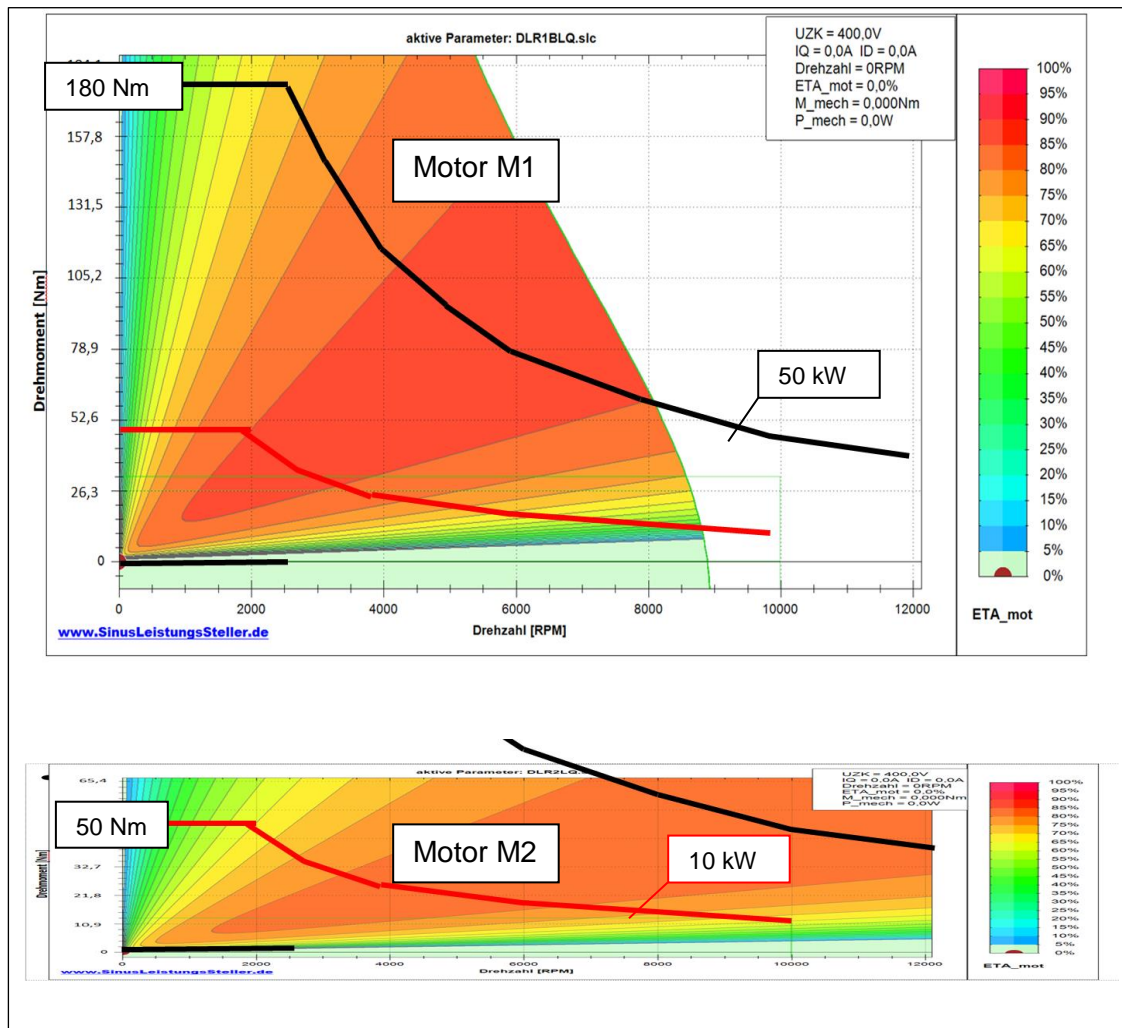 aktive Parameter: DLR1BLQ.slc
UZK = 400,0V
IQ = 0,0A ID = 0,0A
Drehzahl = 0RPM
ETA_mot = 0,0%
M_mech = 0,000Nm
P_mech = 0,0W
180 Nm
Motor M1
50 kW
Drehmoment [Nm]
157,8
131,5
105,2
78,9
52,6
26,3
0
0 2000 4000 6000 8000 10000 12000
Drehzahl [RPM]
www.SinusLeistungsSteller.de
100%
95%
90%
85%
80%
75%
70%
65%
60%
55%
50%
45%
40%
35%
30%
25%
20%
15%
10%
5%
0%
ETA_mot
aktive Parameter: DLR2LQ.s
UZK = 400,0V
IQ = 0,0A ID = 0,0A
Drehzahl = 0RPM
ETA_mot = 0,0%
M_mech = 0,000Nm
P_mech = 0,0W
50 Nm
Motor M2
10 kW
Drehmoment [Nm]
65,4
32,7
21,8
10,9
0
0 2000 4000 6000 8000 10000 12000
Drehzahl [RPM]
www.SinusLeistungsSteller.de
100%
95%
90%
85%
80%
75%
70%
65%
60%
55%
50%
45%
40%
35%
30%
25%
20%
15%
10%
5%
0%
ETA_mot